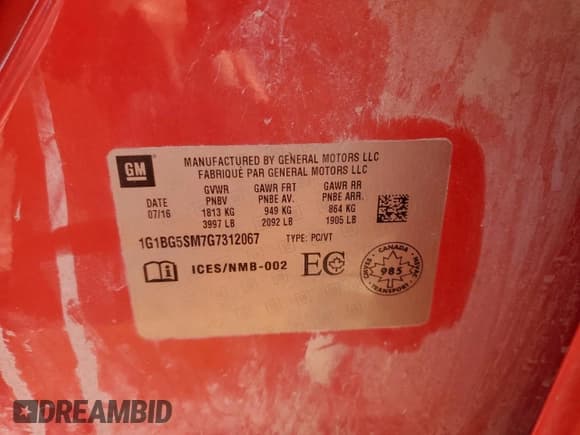 GM
MANUFACTURED BY GENERAL MOTORS LLC
FABRIQUÉ PAR GENERAL MOTORS LLC
GVWR GAWR FRT GAWR RR
DATE PNBV PNBE AV. PNBE ARR.
07/16 1813 KG 949 KG 864 KG
3997 LB 2092 LB 1905 LB
1G1BG5SM7G7312067 TYPE: PC/VT
ICES/NMB-002 EC
CANADA
985
TRANSPORT
DREAMBID